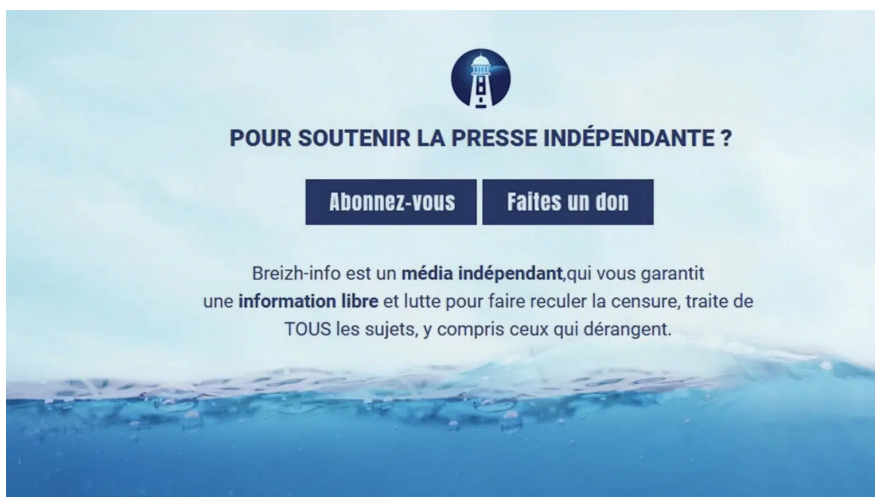 POUR SOUTENIR LA PRESSE INDÉPENDANTE ?
Abonnez-vous Faites un don
Breizh-info est un média indépendant,qui vous garantit
une information libre et lutte pour faire reculer la censure, traite de
TOUS les sujets, y compris ceux qui dérangent.